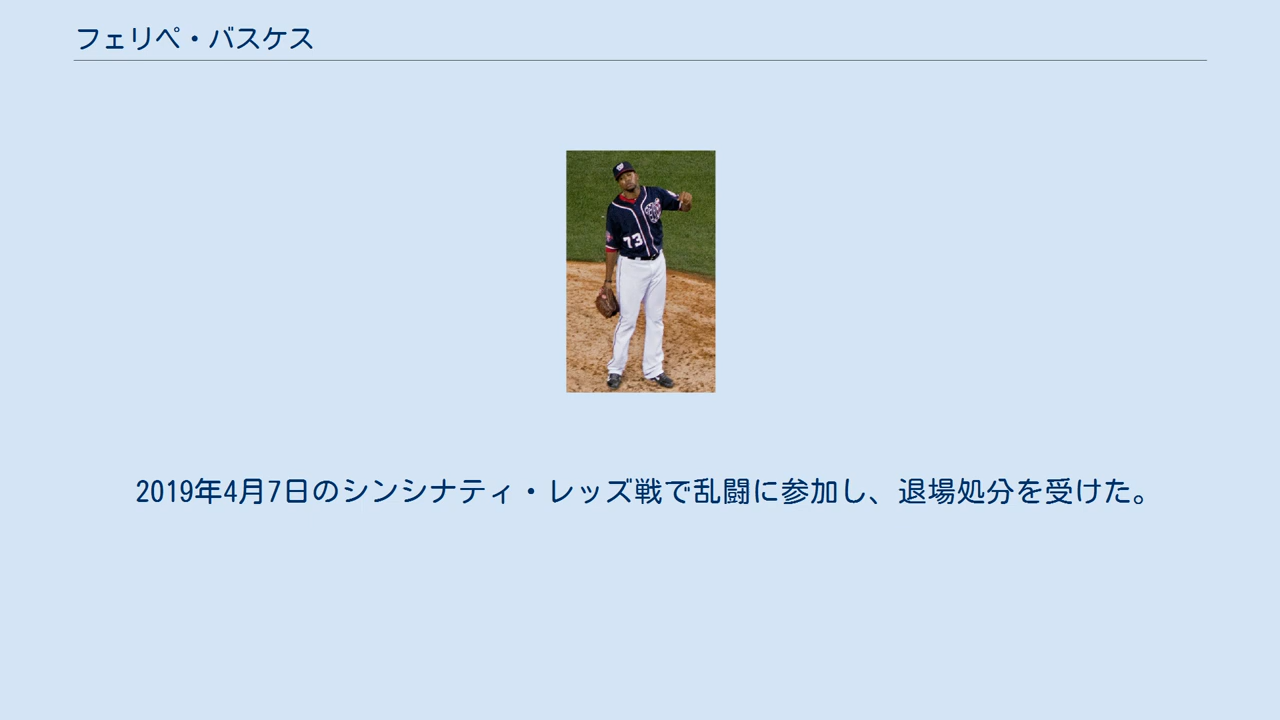 フェリペ・バスケス
73
2019年4月7日のシンシナティ・レッズ戦で乱闘に参加し、退場処分を受けた。